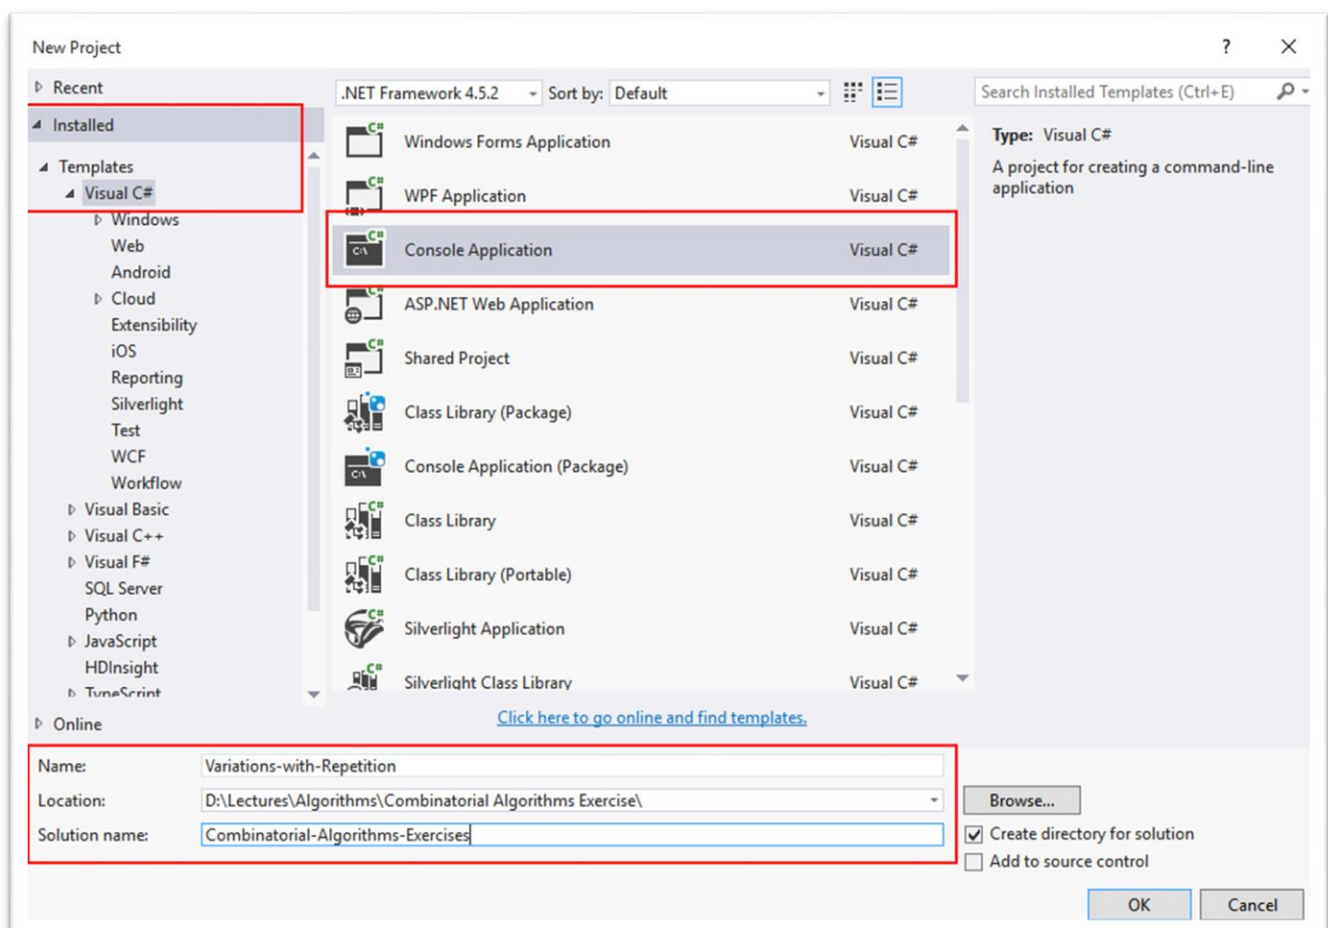 New Project
?
Recent
Installed
Templates
Visual C#
Windows
Web
Android
Cloud
Extensibility
iOS
Reporting
Silverlight
Test
WCF
Workflow
Visual Basic
Visual C++
Visual F#
SQL Server
Python
JavaScript
HDInsight
TypeScript
Online
.NET Framework 4.5.2 Sort by: Default
Windows Forms Application Visual C#
WPF Application Visual C#
Console Application Visual C#
ASP.NET Web Application Visual C#
Shared Project Visual C#
Class Library (Package) Visual C#
Console Application (Package) Visual C#
Class Library Visual C#
Class Library (Portable) Visual C#
Silverlight Application Visual C#
Silverlight Class Library Visual C#
Click here to go online and find templates.
Search Installed Templates (Ctrl+E)
Type: Visual C#
A project for creating a command-line
application
Name: Variations-with-Repetition
Location: D:\Lectures\Algorithms\Combinatorial Algorithms Exercise\
Solution name: Combinatorial-Algorithms-Exercises
Browse...
Create directory for solution
Add to source control
OK Cancel